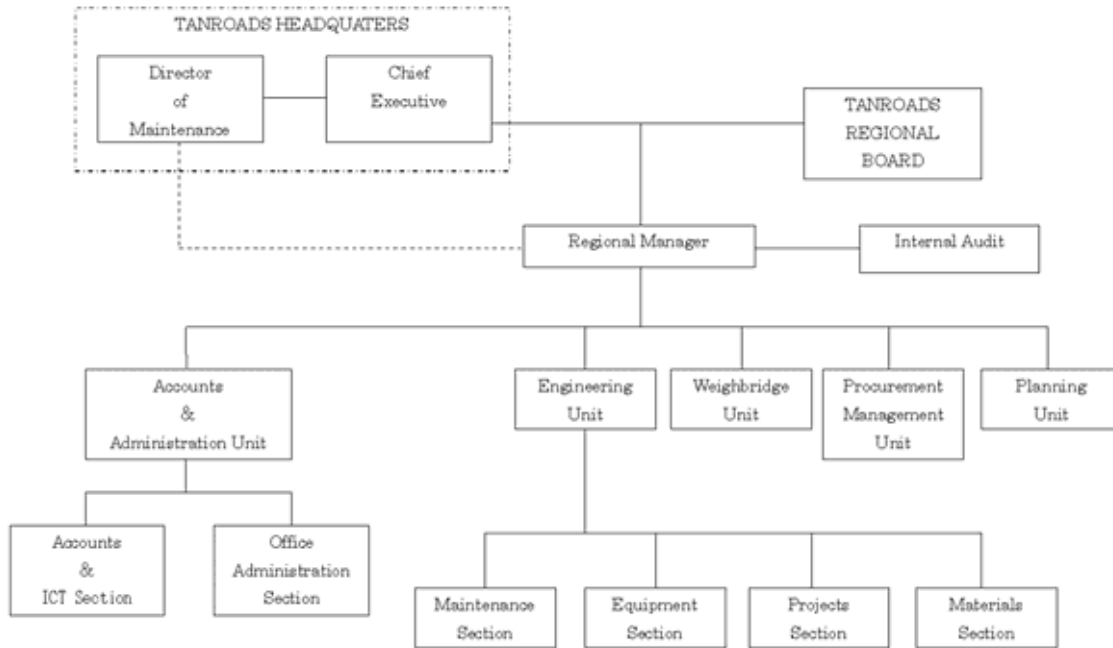 TANROADS HEADQUATERS
Director
of
Maintenance
Chief
Executive
TANROADS
REGIONAL
BOARD
Regional Manager
Internal Audit
Accounts
&
Administration Unit
Engineering
Unit
Weighbridge
Unit
Procurement
Management
Unit
Planning
Unit
Accounts
&
ICT Section
Office
Administration
Section
Maintenance
Section
Equipment
Section
Projects
Section
Materials
Section